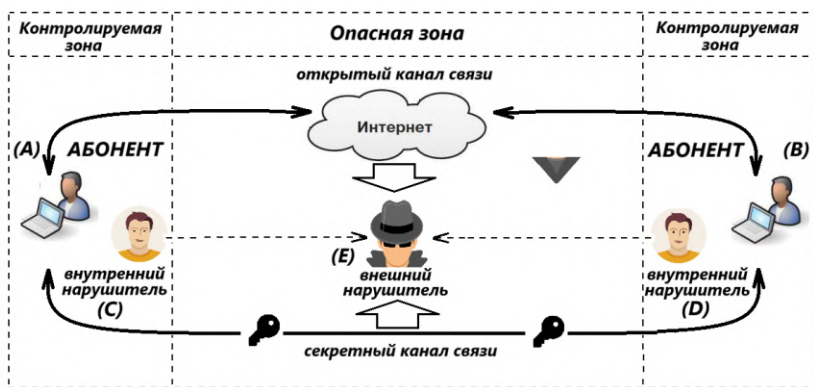 Контролируемая
зона
Опасная зона
Контролируемая
зона
открытый канал связи
Интернет
(A) АБОНЕНТ
АБОНЕНТ (B)
(E)
внутренний
нарушитель
(C)
внешний
нарушитель
внутренний
нарушитель
(D)
секретный канал связи